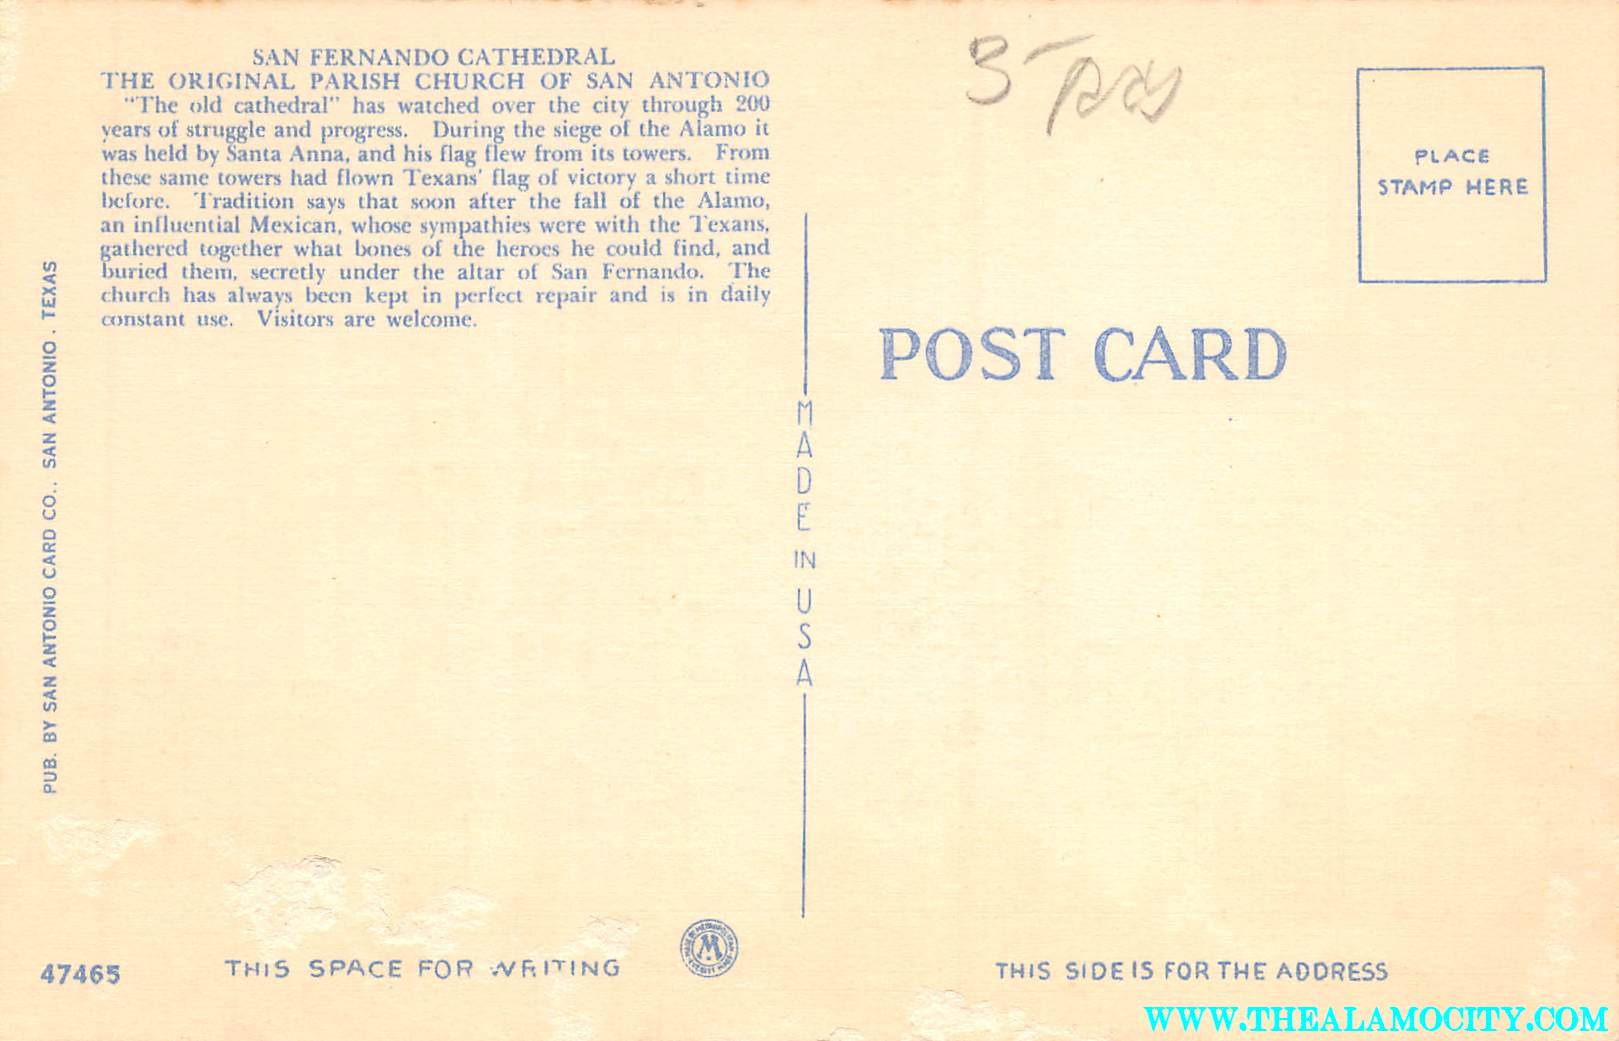 SAN FERNANDO CATHEDRAL
THE ORIGINAL PARISH CHURCH OF SAN ANTONIO
"The old cathedral" has watched over the city through 200
years of struggle and progress. During the siege of the Alamo it
was held by Santa Anna, and his flag flew from its towers. From
these same towers had flown Texans' flag of victory a short time
before. Tradition says that soon after the fall of the Alamo,
an influential Mexican, whose sympathies were with the Texans,
gathered together what bones of the heroes he could find, and
buried them, secretly under the altar of San Fernando. The
church has always been kept in perfect repair and is in daily
constant use. Visitors are welcome.
PUB. BY SAN ANTONIO CARD CO., SAN ANTONIO, TEXAS
47465
THIS SPACE FOR WRITING
M
MADE IN USA
PLACE
STAMP HERE
POST CARD
THIS SIDE IS FOR THE ADDRESS
WWW.THEALAMOCITY.COM